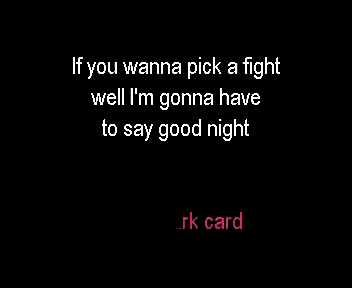 If you wanna pick a fight
well I'm gonna have
to say good night
..rk card